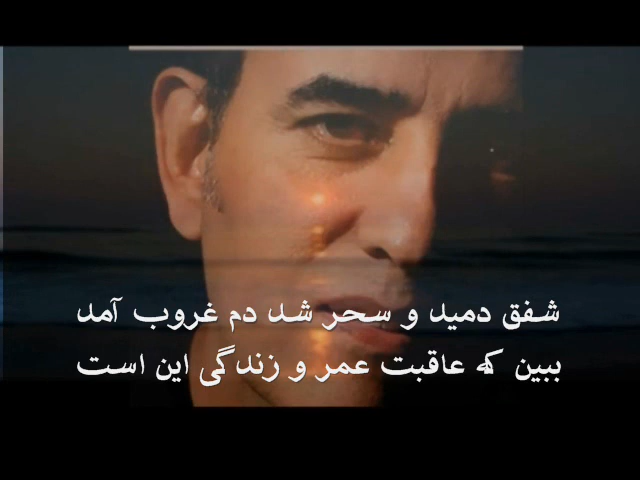 شفق دمید و سحر شد دم غروب آمد
ببین که عاقبت عمر و زندگی این است